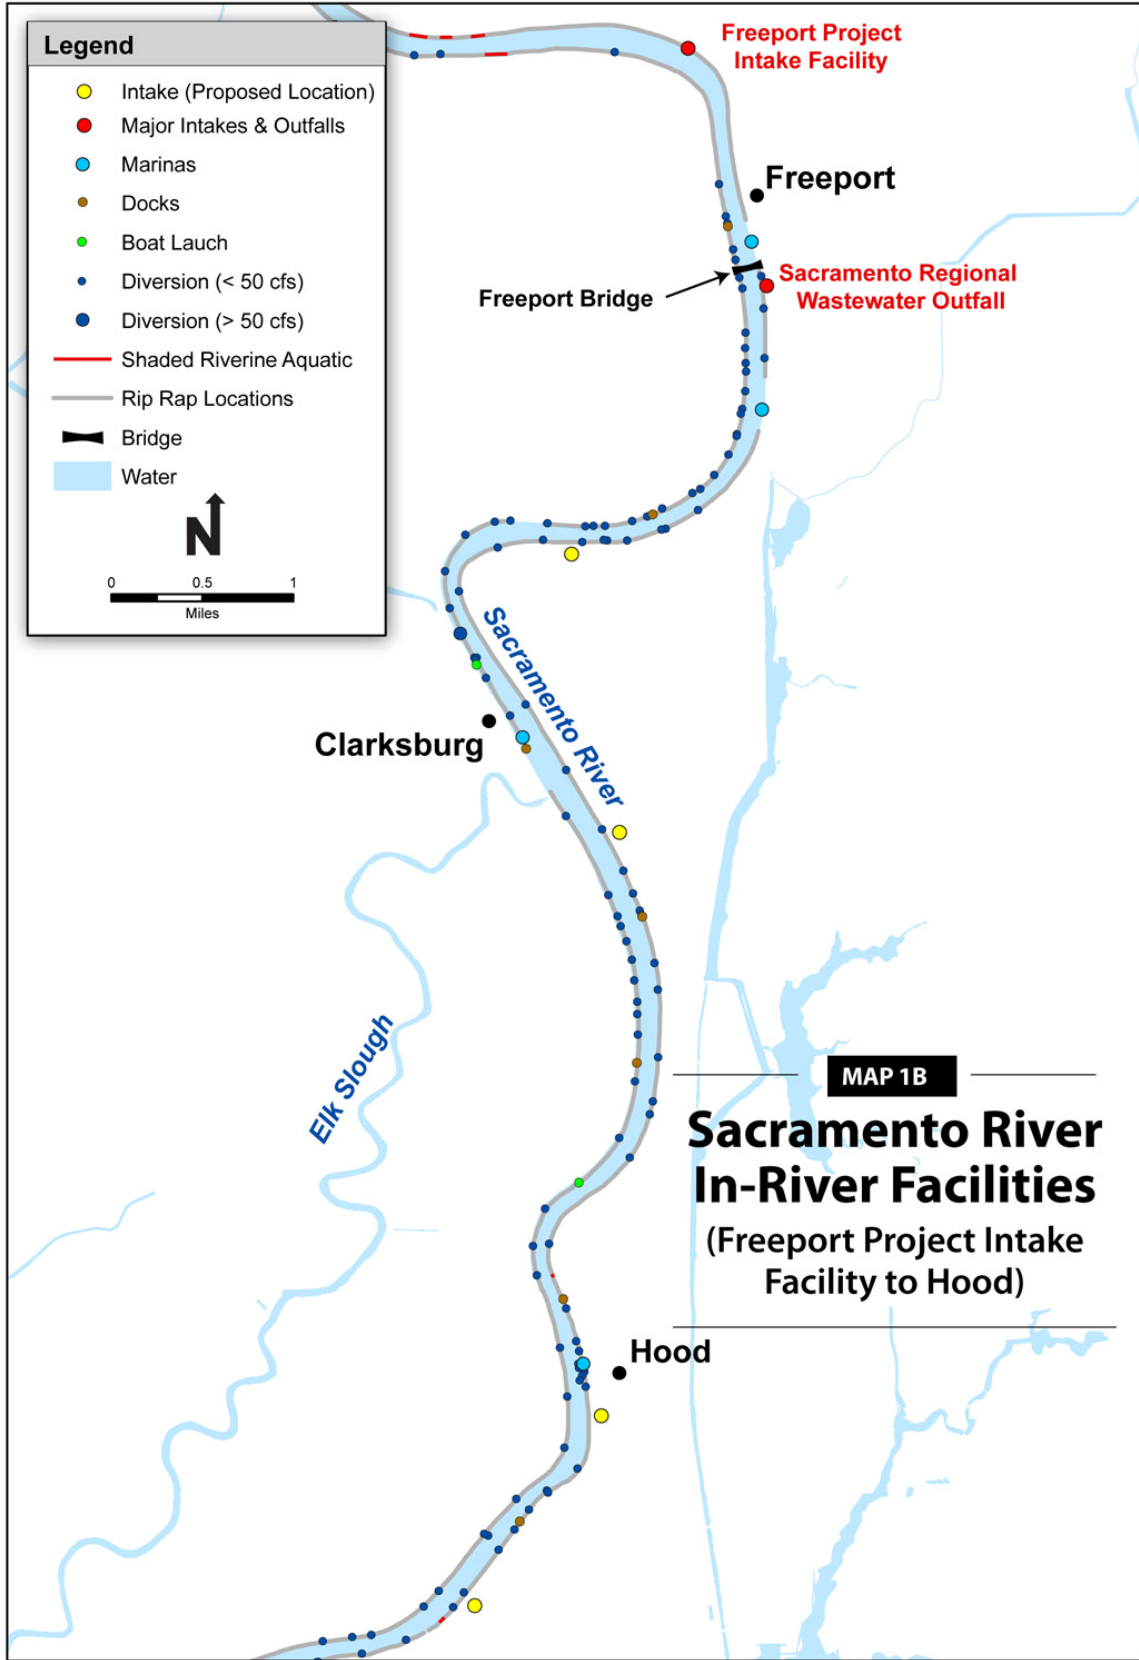 Legend
Intake (Proposed Location)
Major Intakes & Outfalls
Marinas
Docks
Boat Lauch
Diversion (< 50 cfs)
Diversion (> 50 cfs)
Shaded Riverine Aquatic
Rip Rap Locations
Bridge
Water
N
0 0.5 1
Miles
Freeport Project
Intake Facility
Freeport
Freeport Bridge
Sacramento Regional
Wastewater Outfall
Sacramento River
Clarksburg
Elk Slough
MAP 1B
Sacramento River
In-River Facilities
(Freeport Project Intake
Facility to Hood)
Hood